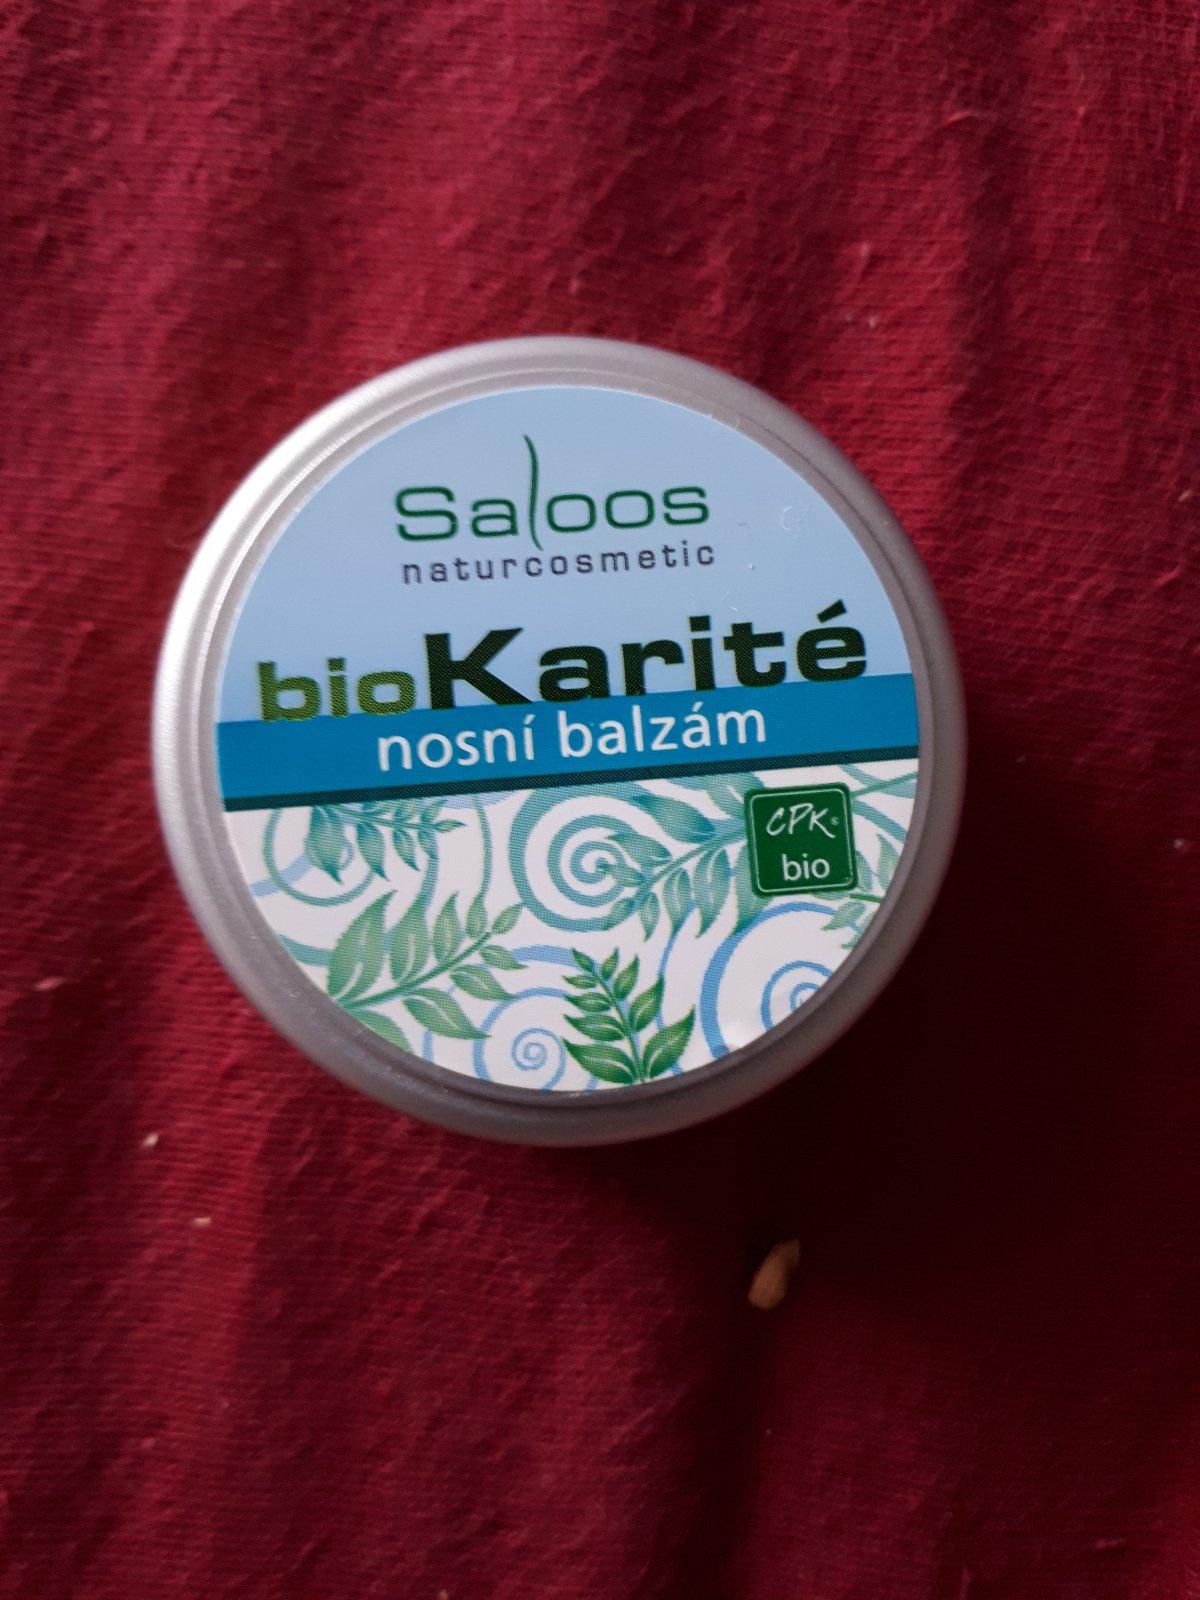 Saloos
naturcosmetic
bioKarité
nosní balzám
CPK®
bio